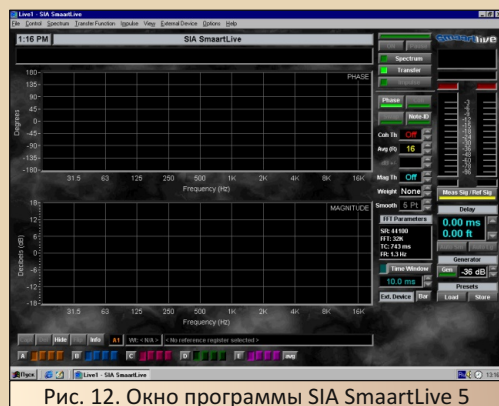 Live1 - SIA SmaartLive
File Control Spectrum Transfer Function Impulse View External Device Options Help
1:16 PM SIA SmaartLive
smaartlive
Spectrum
Transfer
180
135
90
45
0
-45
-90
-135
-180
Degrees
PHASE
31.5 63 125 250 500 1K 2K 4K 8K 16K
Frequency (Hz)
Phase
Note ID
Coh Th Off
Avg (R) 16
Mag Th Off
Weight None
Smooth 5 Pt
18
12
6
0
-6
-12
-18
Decibels (dB)
MAGNITUDE
31.5 63 125 250 500 1K 2K 4K 8K 16K
Frequency (Hz)
FFT Parameters
SR: 44100
FFT: 32K
TC: 743 ms
FR: 1.3 Hz
Time Window
10.0 ms
Ext. Device Bar
Meas Sig / Ref Sig
Delay
0.00 ms
0.00 ft
Generator
Gen -36 dB
Presets
Load Store
Hide Info A1 Wt: < N/A > < No reference register selected >
A B C D E avg
Пуск Live1 - SIA SmaartLive 13:16
Рис. 12. Окно программы SIA SmaartLive 5